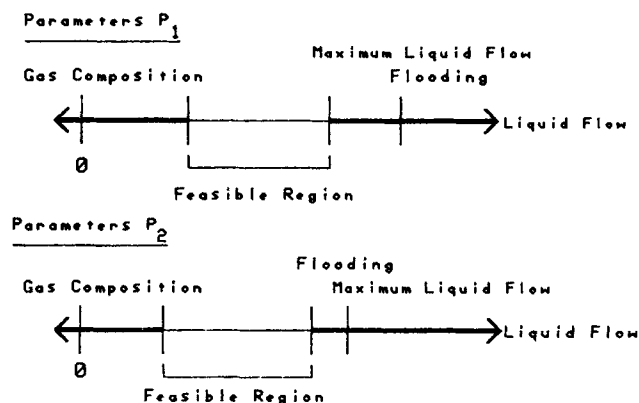 Parameters P1
Maximum Liquid Flow
Gas Composition Flooding
Liquid Flow
0
Feasible Region
Parameters P2
Flooding
Gas Composition Maximum Liquid Flow
Liquid Flow
0
Feasible Region